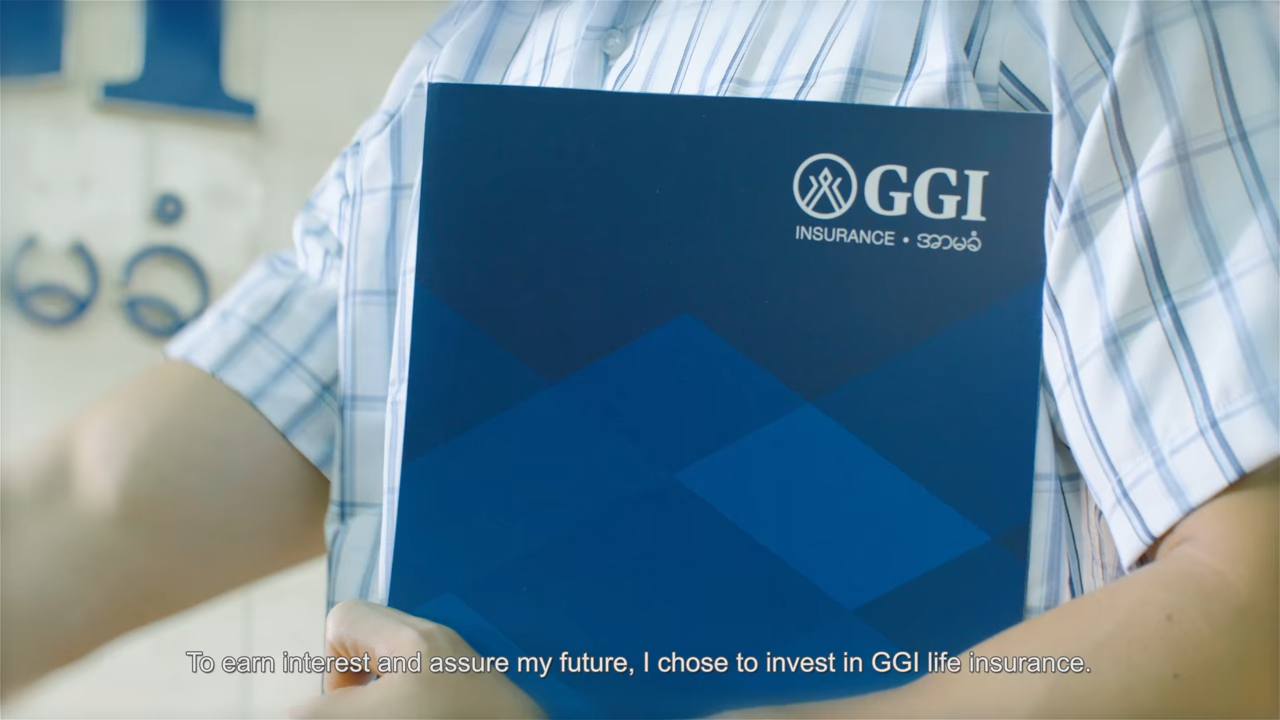 GGI
INSURANCE • အာမခံ
To earn interest and assure my future, I chose to invest in GGI life insurance.